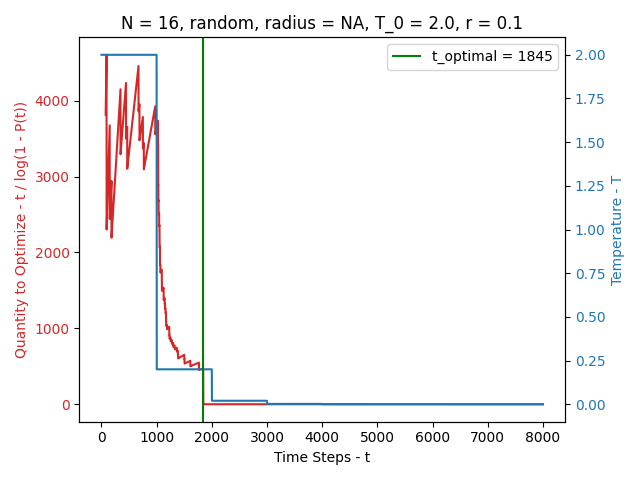 N = 16, random, radius = NA, T_0 = 2.0, r = 0.1
t_optimal = 1845
Quantity to Optimize - t / log(1 - P(t))
4000
3000
2000
1000
0
2.00
1.75
1.50
1.25
1.00
0.75
0.50
0.25
0.00
Temperature - T
0 1000 2000 3000 4000 5000 6000 7000 8000
Time Steps - t